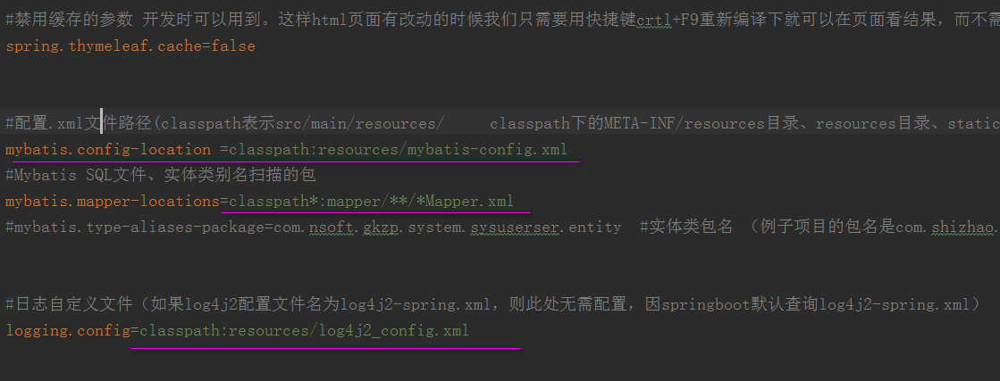 #禁用缓存的参数 开发时可以用到。这样html页面有改动的时候我们只需要用快捷键crtl+F9重新编译下就可以在页面看结果，而不需
spring.thymeleaf.cache=false
#配置.xml文件路径(classpath表示src/main/resources/     classpath下的META-INF/resources目录、resources目录、static
mybatis.config-location =classpath:resources/mybatis-config.xml
#Mybatis SQL文件、实体类别名扫描的包
mybatis.mapper-locations=classpath*:mapper/**/*Mapper.xml
#mybatis.type-aliases-package=com.nsoft.gkzp.system.sysuserser.entity  #实体类包名 （例子项目的包名是com.shizhao.
#日志自定义文件（如果log4j2配置文件名为log4j2-spring.xml，则此处无需配置，因springboot默认查询log4j2-spring.xml）
logging.config=classpath:resources/log4j2_config.xml